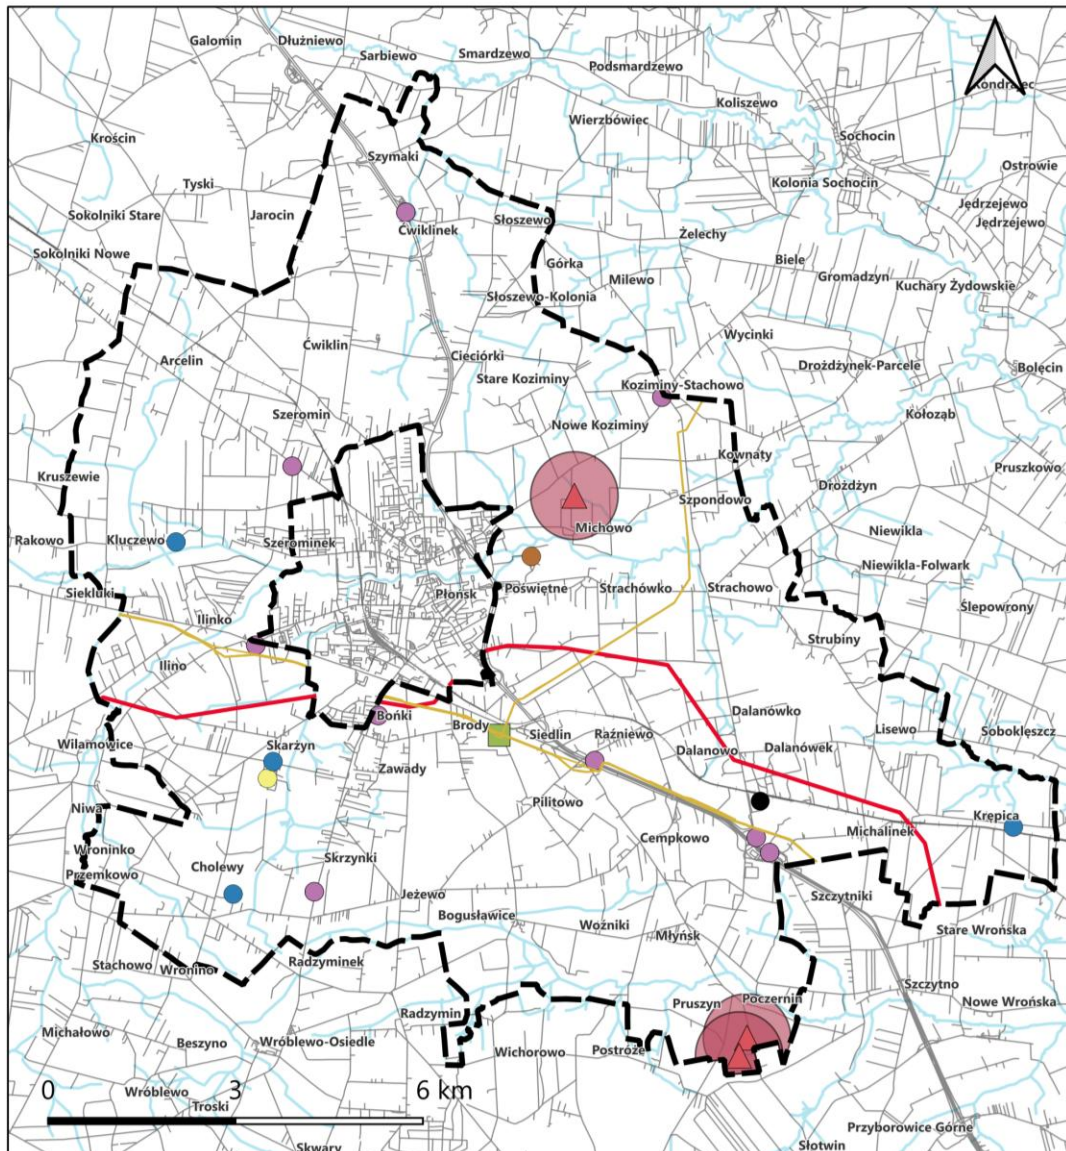 Galomin
Dłużniewo
Sarbiewo
Smardzewo
Podsmardzewo
Kondrajec
Koliszewo
Krościn
Wierzbówiec
Sochocin
Szymaki
Ostrowie
Tyski
Kolonia Sochocin
Jędrzejewo
Sokolniki Stare
Jarocin
Słoszewo
Jędrzejewo
Ćwiklinek
Żelechy
Sokolniki Nowe
Górka
Biele
Milewo
Gromadzyn
Kuchary Żydowskie
Słoszewo-Kolonia
Wycinki
Ćwiklin
Arcelin
Cieciórki
Drożdżynek-Parcele
Bolęcin
Stare Koziminy
Koziminy-Stachowo
Kołoząb
Szeromin
Nowe Koziminy
Kownaty
Kruszewie
Pruszkowo
Drożdżyn
Szpondowo
Michowo
Niewikla
Rakowo
Kluczewo
Szerominek
Niewikla-Folwark
Siekluki
Płońsk
Poświętne
Strachówko
Strachowo
Ślepowrony
Ilinko
Strubiny
Ilino
Dalanówko
Bońki
Brody
Siedlin
Raźniewo
Lisewo
Soboklęszcz
Wilamowice
Skarżyn
Dalanowo
Dalanówek
Zawady
Niwa
Pilitowo
Krępica
Michalinek
Cempkowo
Wroninko
Przemkowo
Cholewy
Skrzynki
Jeżewo
Szczytniki
Bogusławice
Woźniki
Młyńsk
Stare Wrońska
Stachowo
Wronino
Radzyminek
Szczytno
Pruszyn
Poczernin
Nowe Wrońska
Radzymin
Michałowo
Beszyno
Wróblewo-Osiedle
Wichorowo
Postróże
0
3
6 km
Wróblewo
Troski
Przyborowice Górne
Skwary
Słotwin